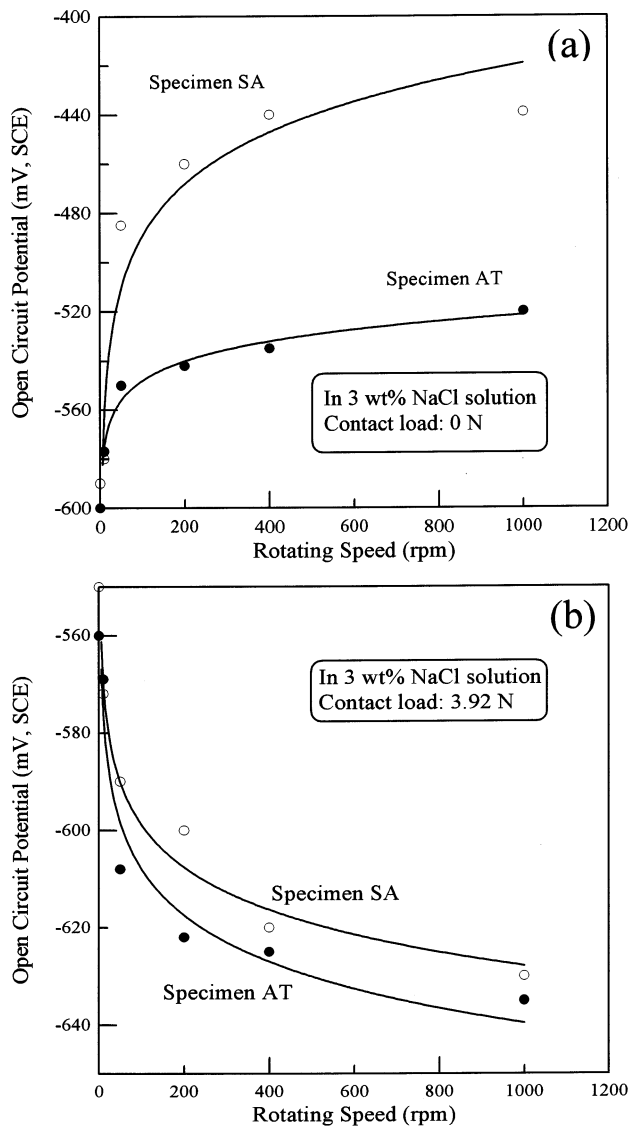 (a)
Open Circuit Potential (mV, SCE)
-400
-440
-480
-520
-560
-600
Specimen SA
Specimen AT
In 3 wt% NaCl solution
Contact load: 0 N
0 200 400 600 800 1000 1200
Rotating Speed (rpm)
(b)
Open Circuit Potential (mV, SCE)
-560
-580
-600
-620
-640
In 3 wt% NaCl solution
Contact load: 3.92 N
Specimen SA
Specimen AT
0 200 400 600 800 1000 1200
Rotating Speed (rpm)